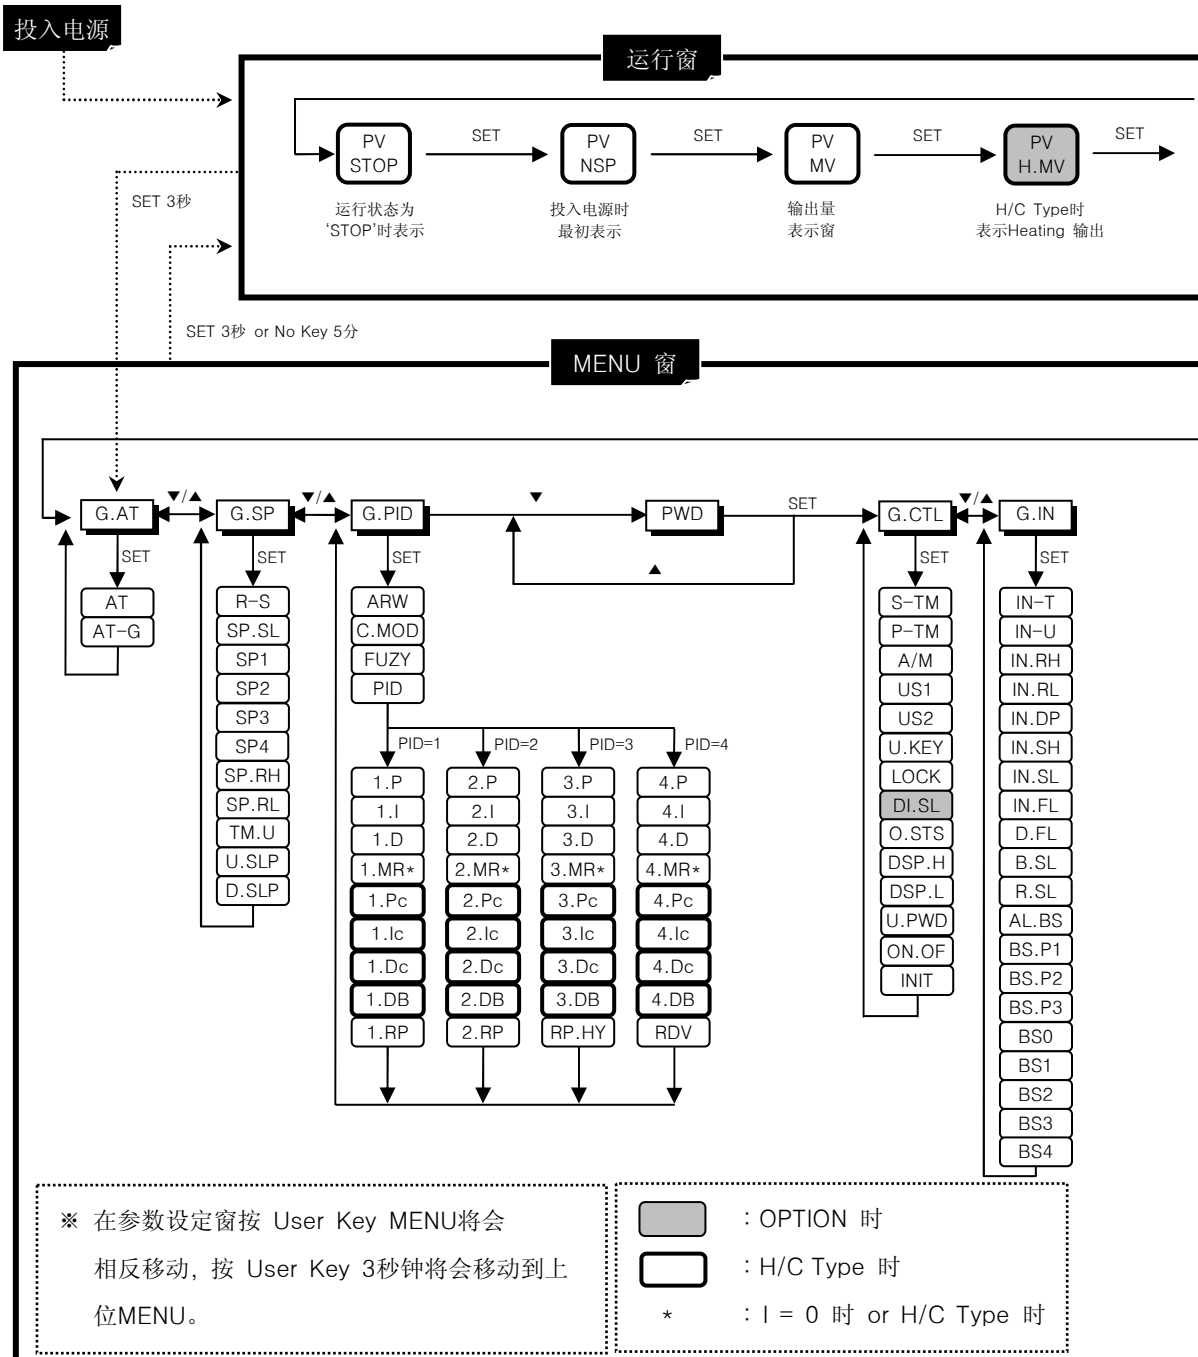 投入电源
运行窗
PV
STOP
SET
PV
NSP
SET
PV
MV
SET
PV
H.MV
SET
运行状态为
'STOP'时表示
投入电源时
最初表示
输出量
表示窗
H/C Type时
表示Heating 输出
SET 3秒
SET 3秒 or No Key 5分
MENU 窗
G.AT
▼/▲
G.SP
▼/▲
G.PID
▼
▲
PWD
SET
G.CTL
▼/▲
G.IN
SET
AT
AT-G
SET
R-S
SP.SL
SP1
SP2
SP3
SP4
SP.RH
SP.RL
TM.U
U.SLP
D.SLP
SET
ARW
C.MOD
FUZY
PID
PID=1
1.P
1.I
1.D
1.MR*
1.Pc
1.Ic
1.Dc
1.DB
1.RP
PID=2
2.P
2.I
2.D
2.MR*
2.Pc
2.Ic
2.Dc
2.DB
2.RP
PID=3
3.P
3.I
3.D
3.MR*
3.Pc
3.Ic
3.Dc
3.DB
RP.HY
PID=4
4.P
4.I
4.D
4.MR*
4.Pc
4.Ic
4.Dc
4.DB
RDV
SET
S-TM
P-TM
A/M
US1
US2
U.KEY
LOCK
DI.SL
O.STS
DSP.H
DSP.L
U.PWD
ON.OF
INIT
SET
IN-T
IN-U
IN.RH
IN.RL
IN.DP
IN.SH
IN.SL
IN.FL
D.FL
B.SL
R.SL
AL.BS
BS.P1
BS.P2
BS.P3
BS0
BS1
BS2
BS3
BS4
※ 在参数设定窗按 User Key MENU将会
相反移动, 按 User Key 3秒钟将会移动到上
位MENU。
: OPTION 时
: H/C Type 时
* : I = 0 时 or H/C Type 时